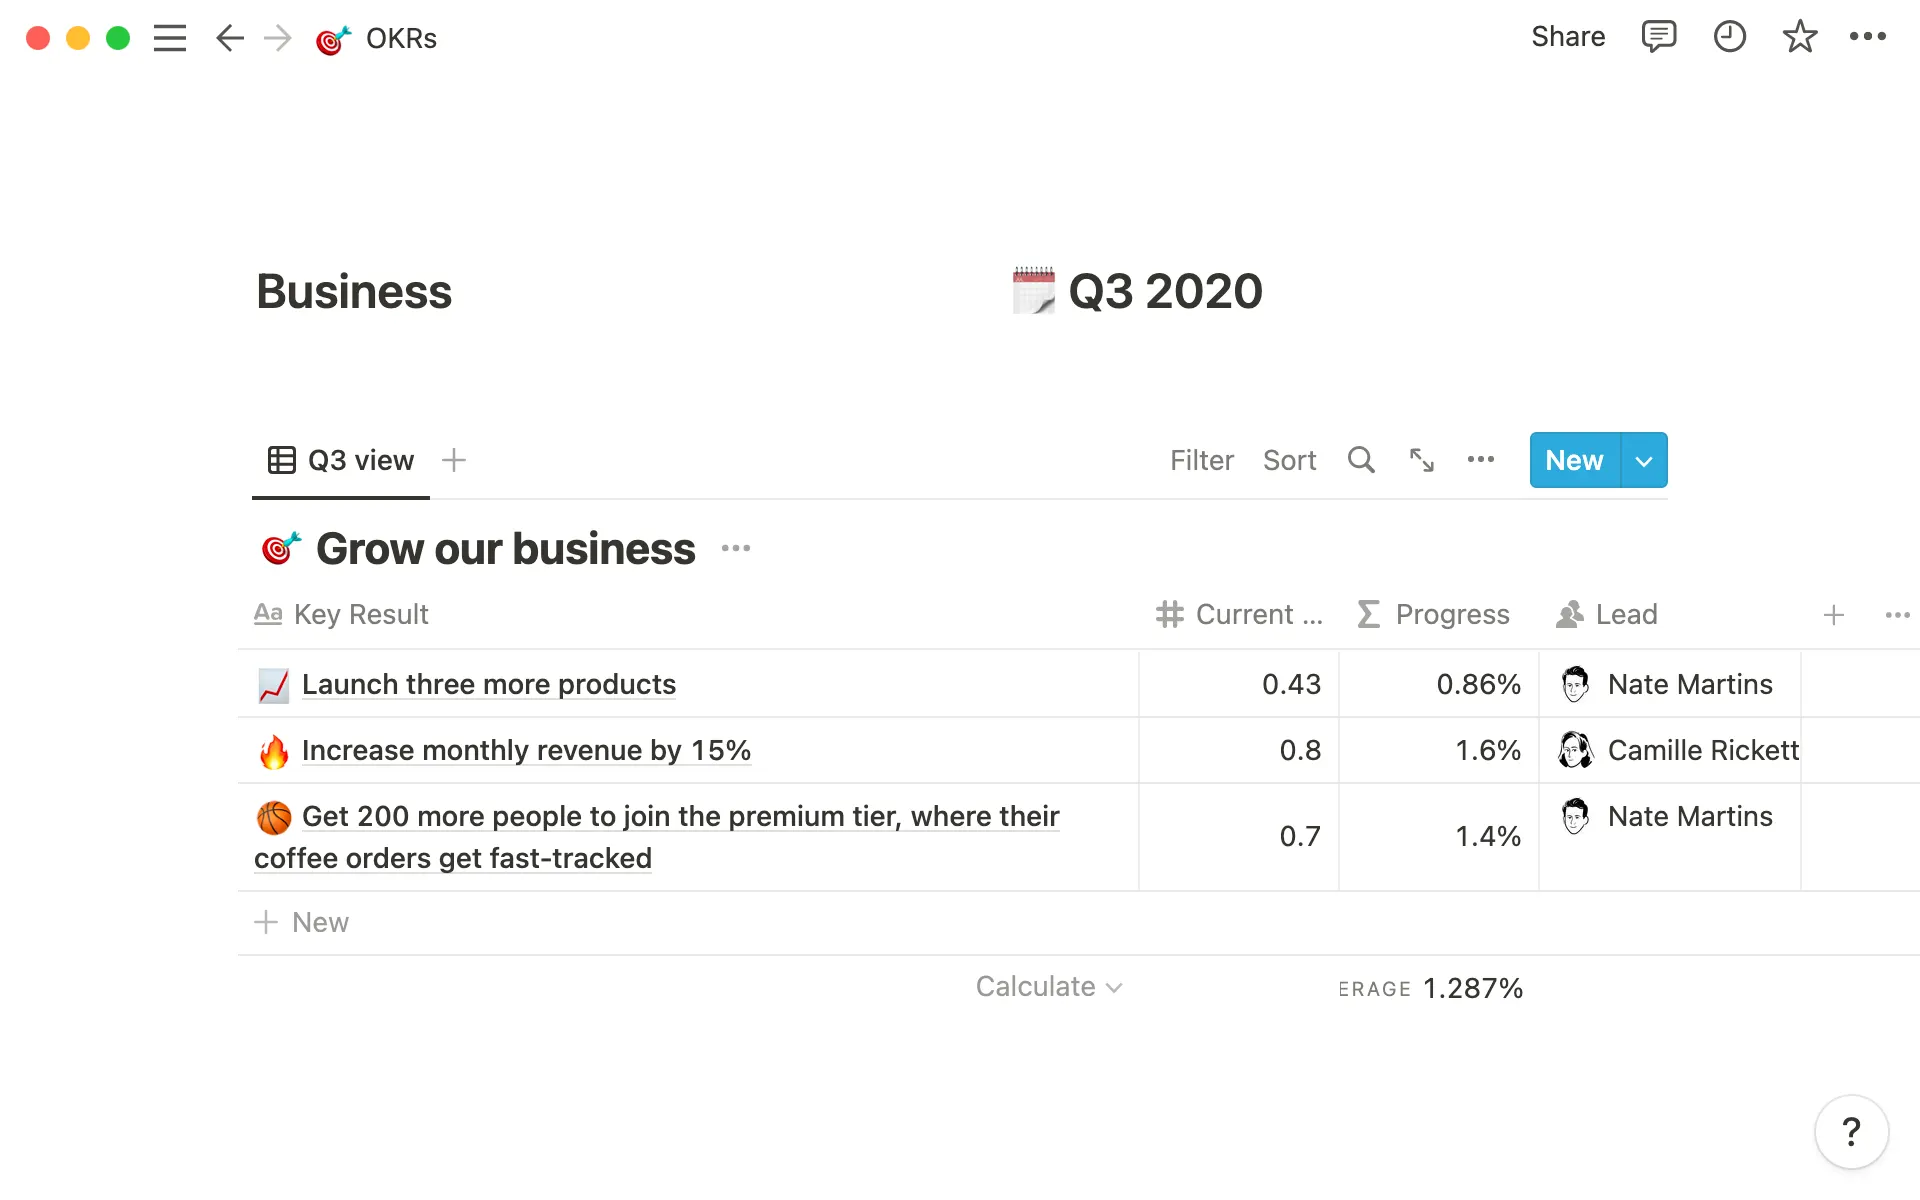 OKRs
Share
Business
Q3 2020
Q3 view
Filter Sort
New
Grow our business
Aa Key Result
Current ...
Progress
Lead
Launch three more products
0.43
0.86%
Nate Martins
Increase monthly revenue by 15%
0.8
1.6%
Camille Rickett
Get 200 more people to join the premium tier, where their
coffee orders get fast-tracked
0.7
1.4%
Nate Martins
New
Calculate
ERAGE 1.287%
?